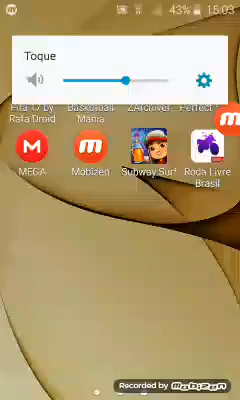 43% 15:03
Toque
Fifa 17 by Basketball ZArchiver Perfect
Rafa Droid Mania
MEGA Mobizen Subway Surf Roda Livre
Brasil
Recorded by mobizen